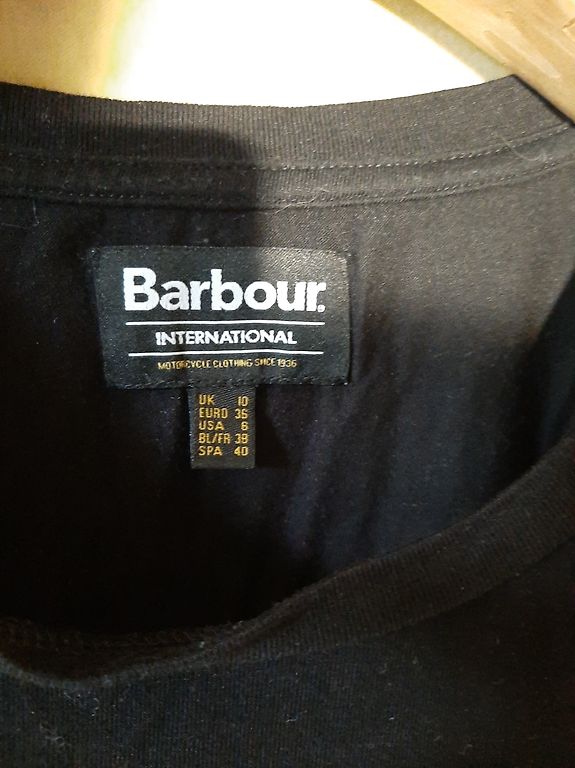 Barbour.
INTERNATIONAL
MOTORCYCLE CLOTHING SINCE 1936
UK 10
EURO 36
USA 6
BL/FR 38
SPA 40